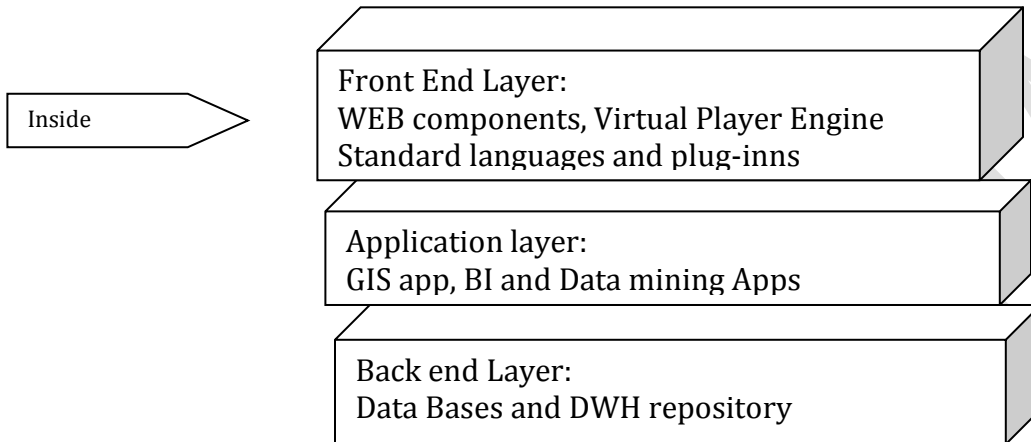 Inside
Front End Layer:
WEB components, Virtual Player Engine
Standard languages and plug-inns
Application layer:
GIS app, BI and Data mining Apps
Back end Layer:
Data Bases and DWH repository